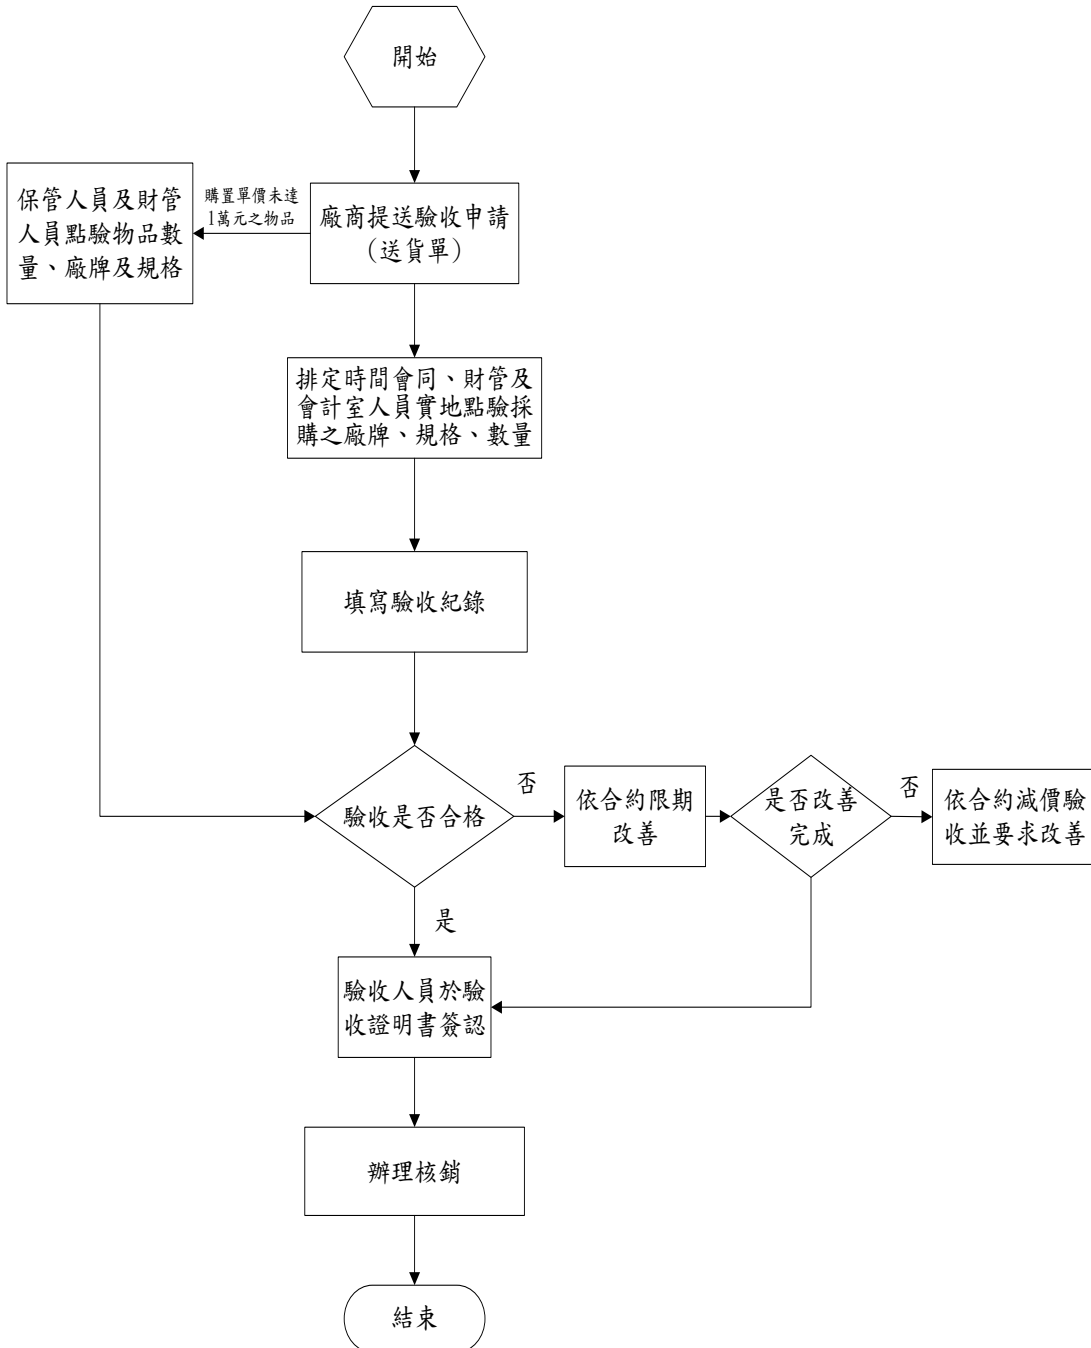 開始
購置單價未達
1萬元之物品
保管人員及財管
人員點驗物品數
量、廠牌及規格
廠商提送驗收申請
(送貨單)
排定時間會同、財管及
會計室人員實地點驗採
購之廠牌、規格、數量
填寫驗收紀錄
驗收是否合格
否
依合約限期
改善
是否改善
完成
否
依合約減價驗
收並要求改善
是
驗收人員於驗
收證明書簽認
辦理核銷
結束